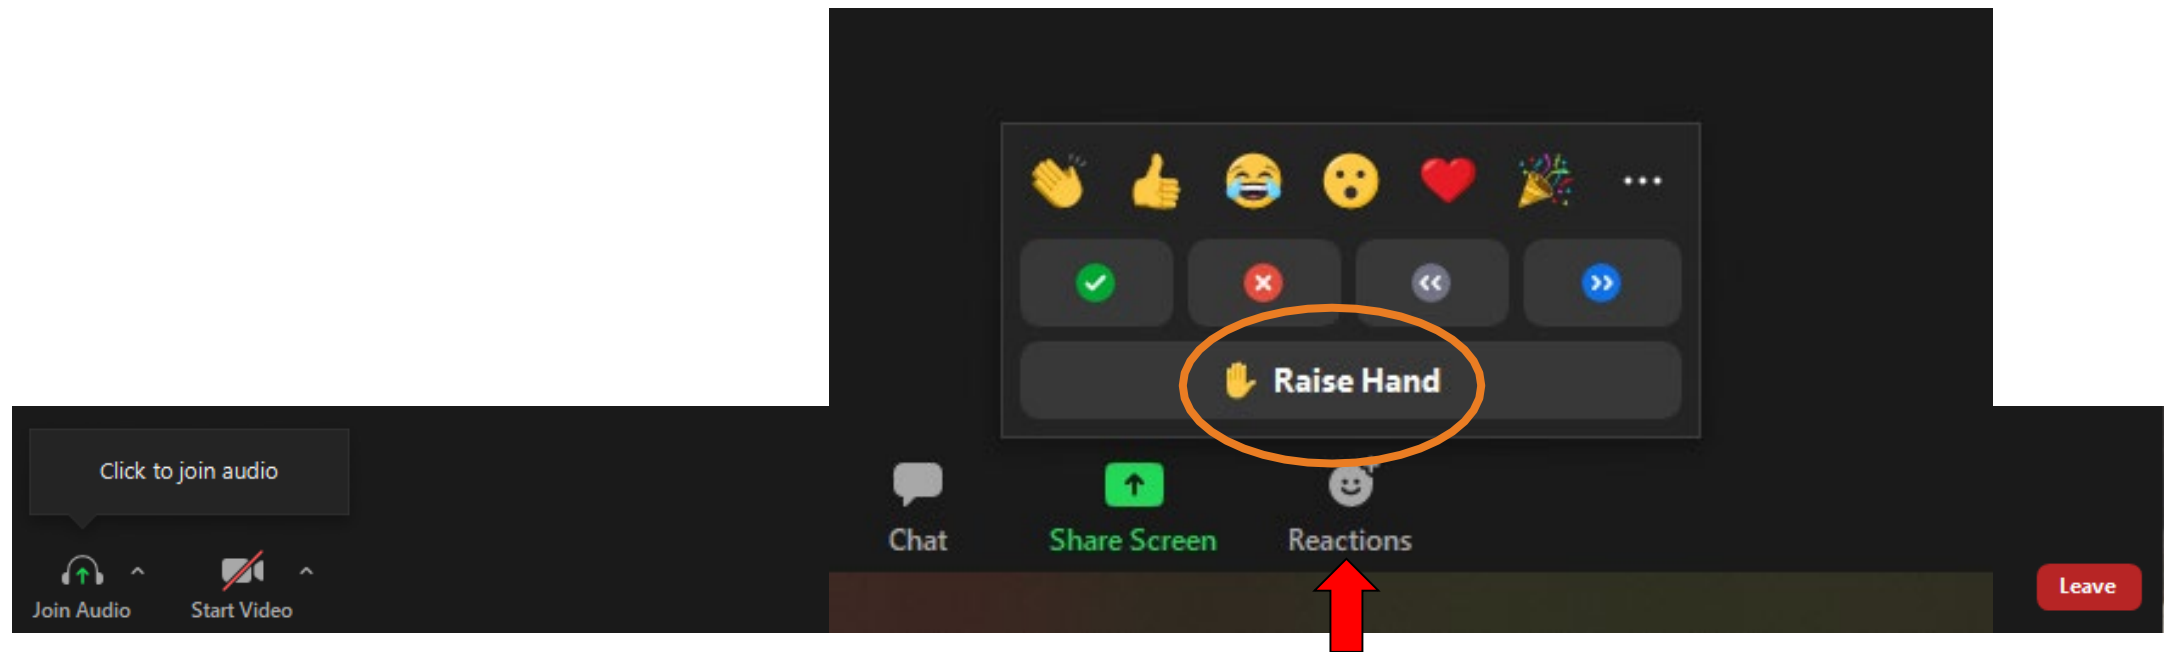 Raise Hand
Click to join audio
Chat
Share Screen
Reactions
Join Audio
Start Video
Leave